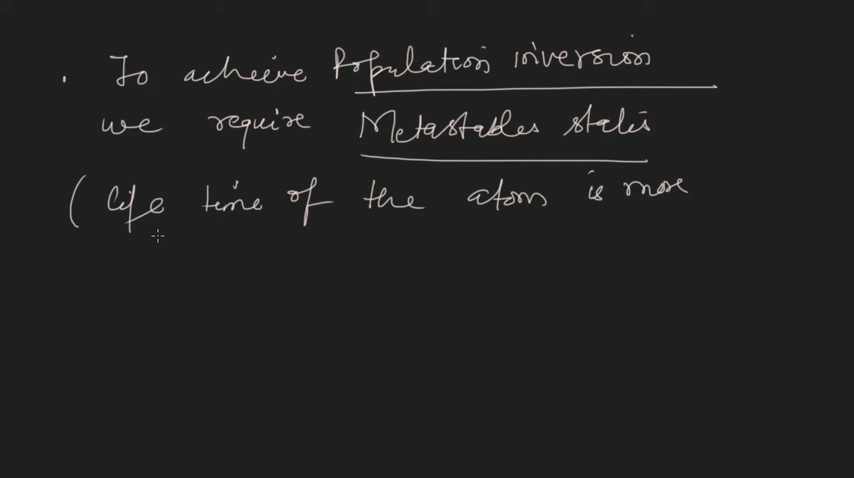 . To achieve Population inversion
we require Metastables states
( life time of the atom is more